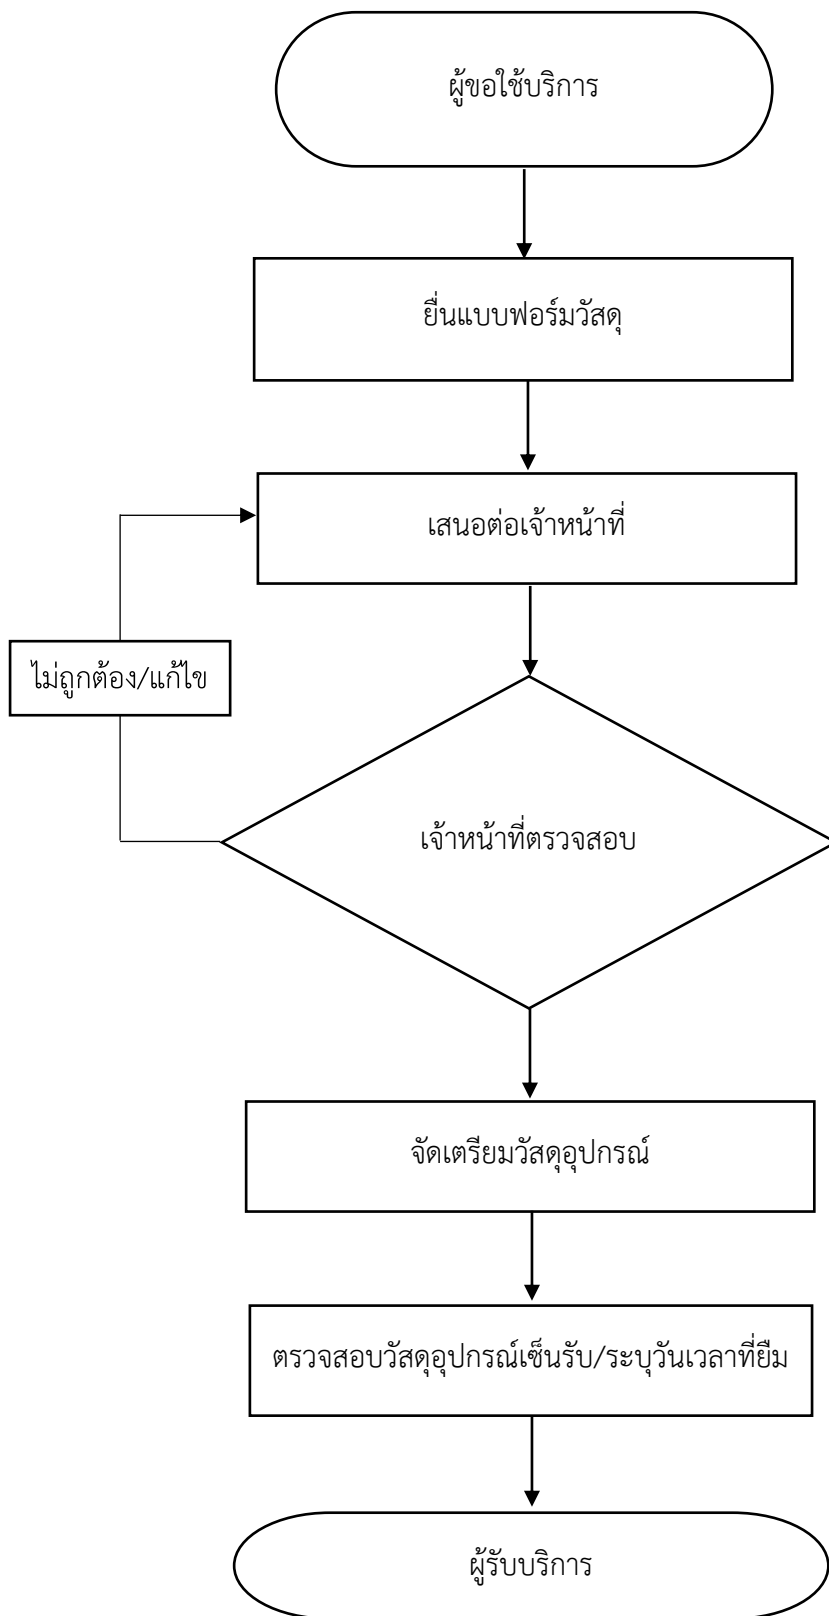 ผู้ขอใช้บริการ
ยื่นแบบฟอร์มวัสดุ
เสนอต่อเจ้าหน้าที่
ไม่ถูกต้อง/แก้ไข
เจ้าหน้าที่ตรวจสอบ
จัดเตรียมวัสดุอุปกรณ์
ตรวจสอบวัสดุอุปกรณ์เซ็นรับ/ระบุวันเวลาที่ยืม
ผู้รับบริการ